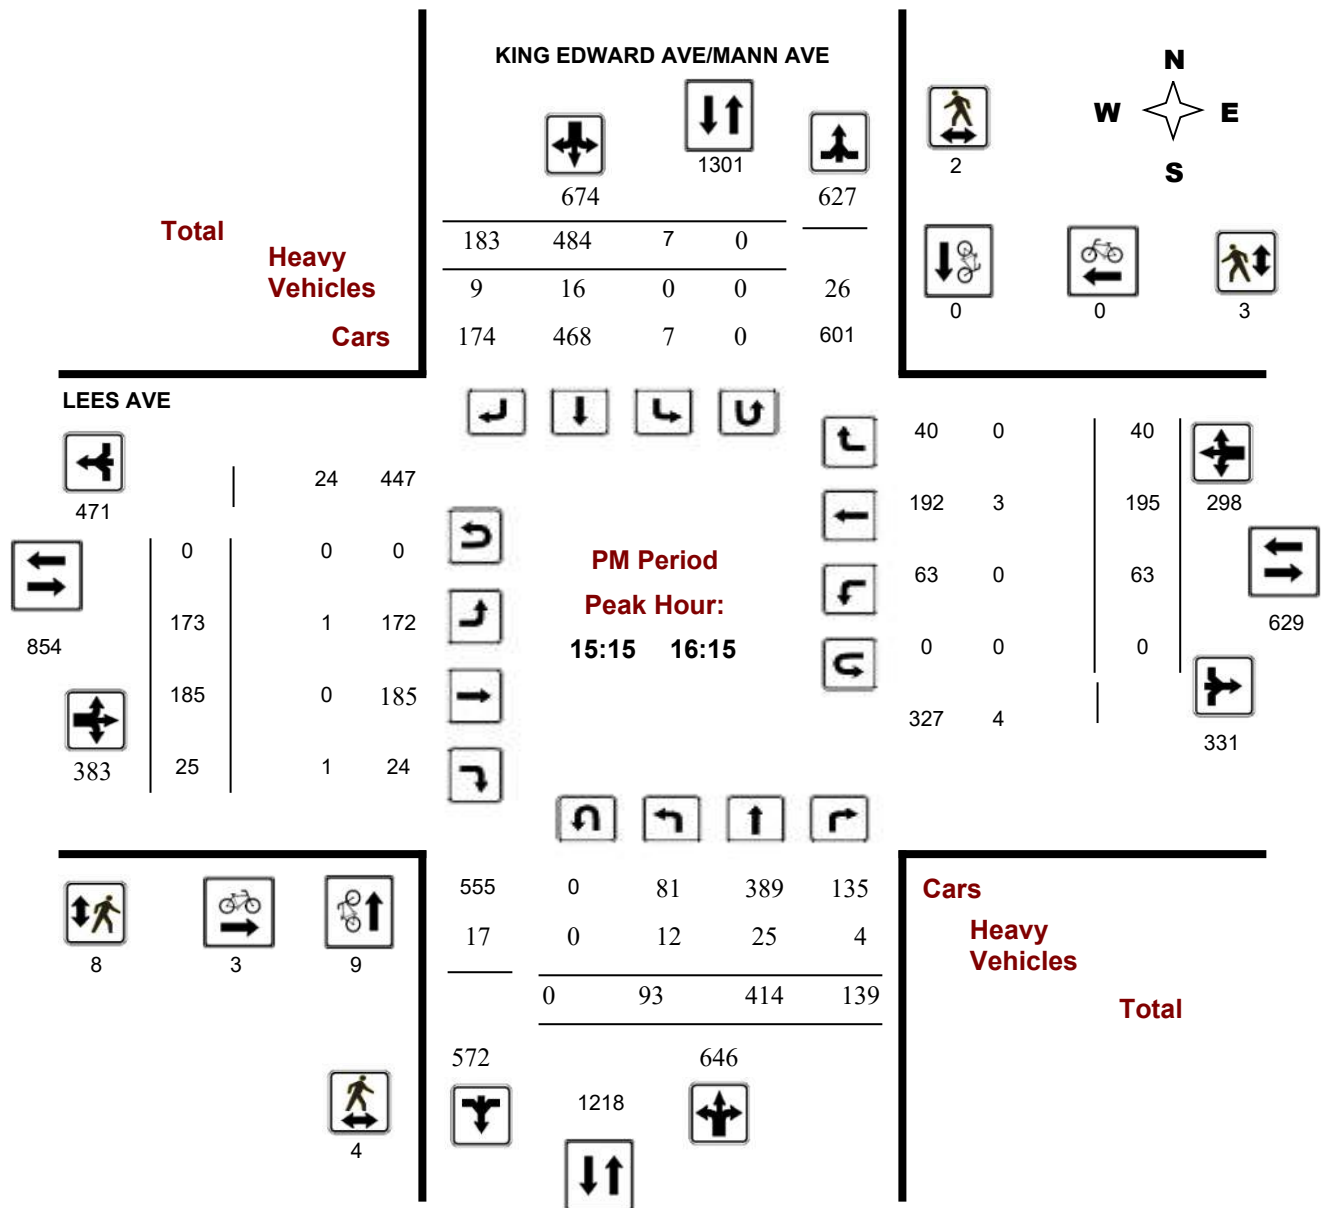 KING EDWARD AVE/MANN AVE
N
W E
S
1301
2
674 627
Total
183 484 7 0
Heavy
Vehicles
9 16 0 0 26
0 0 3
Cars
174 468 7 0 601
LEES AVE
40 0 40
24 447
471
192 3 195 298
0 0 0
PM Period
63 0 63
Peak Hour:
173 1 172
629
854
15:15 16:15
0 0 0
185 0 185
327 4
331
383 25 1 24
555 0 81 389 135
Cars
17 0 12 25 4
Heavy
Vehicles
8 3 9
0 93 414 139
Total
572 646
1218
4